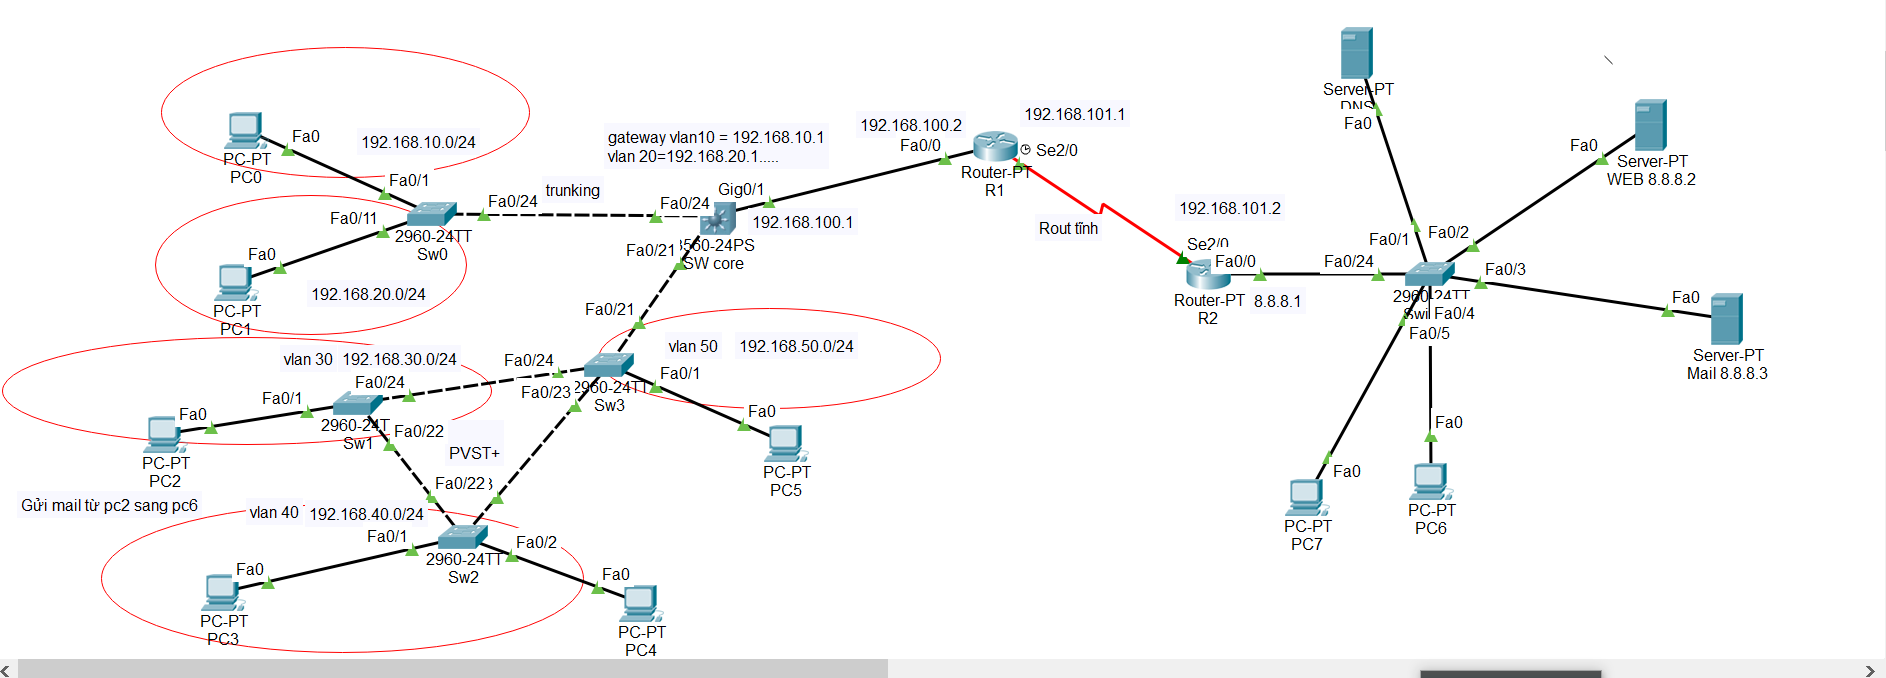 Fa0
PC-PT
PC0
192.168.10.0/24
Fa0/1
Fa0/11
Fa0
PC-PT
PC1
192.168.20.0/24
2960-24TT
Sw0
Fa0/24
trunking
gateway vlan10 = 192.168.10.1
vlan 20=192.168.20.1.....
Fa0/24
Gig0/1
192.168.100.1
3560-24PS
SW core
Fa0/21
192.168.100.2
Fa0/0
192.168.101.1
Se2/0
Router-PT
R1
Rout tĩnh
192.168.101.2
Se2/0
Fa0/0
Router-PT
R2
8.8.8.1
Fa0/24
Server-PT
DNS
Fa0
Fa0/1
Fa0/2
Fa0
Server-PT
WEB 8.8.8.2
Fa0/3
Fa0
Server-PT
Mail 8.8.8.3
2960-24TT
Fa0/4
Fa0/5
Fa0
PC-PT
PC7
Fa0
PC-PT
PC6
Fa0/21
vlan 50
192.168.50.0/24
Fa0/24
Fa0/23
2960-24TT
Sw3
Fa0/1
Fa0
PC-PT
PC5
vlan 30
192.168.30.0/24
Fa0/24
Fa0/1
Fa0
PC-PT
PC2
2960-24T
Sw1
Fa0/22
PVST+
Gửi mail từ pc2 sang pc6
vlan 40
192.168.40.0/24
Fa0/22
Fa0/1
2960-24TT
Sw2
Fa0/2
Fa0
PC-PT
PC3
Fa0
PC-PT
PC4